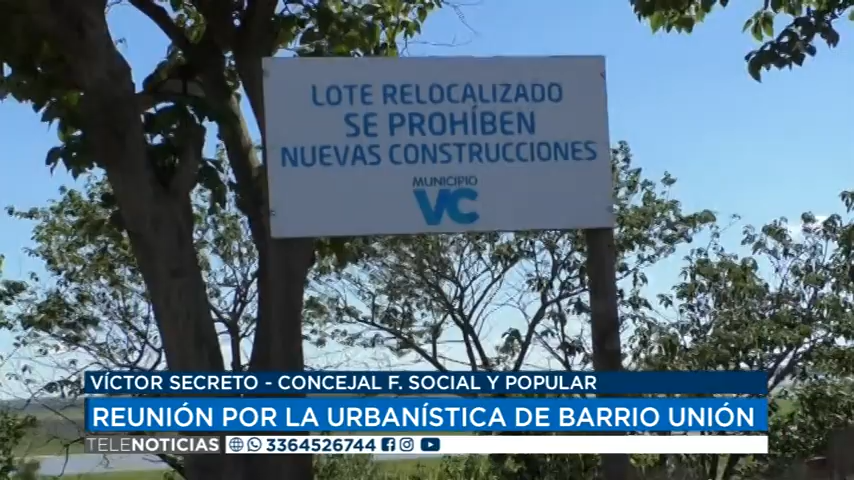 LOTE RELOCALIZADO
SE PROHÍBEN
NUEVAS CONSTRUCCIONES
MUNICIPIO
VC
VÍCTOR SECRETO - CONCEJAL F. SOCIAL Y POPULAR
REUNIÓN POR LA URBANÍSTICA DE BARRIO UNIÓN
TELENOTICIAS 3364526744